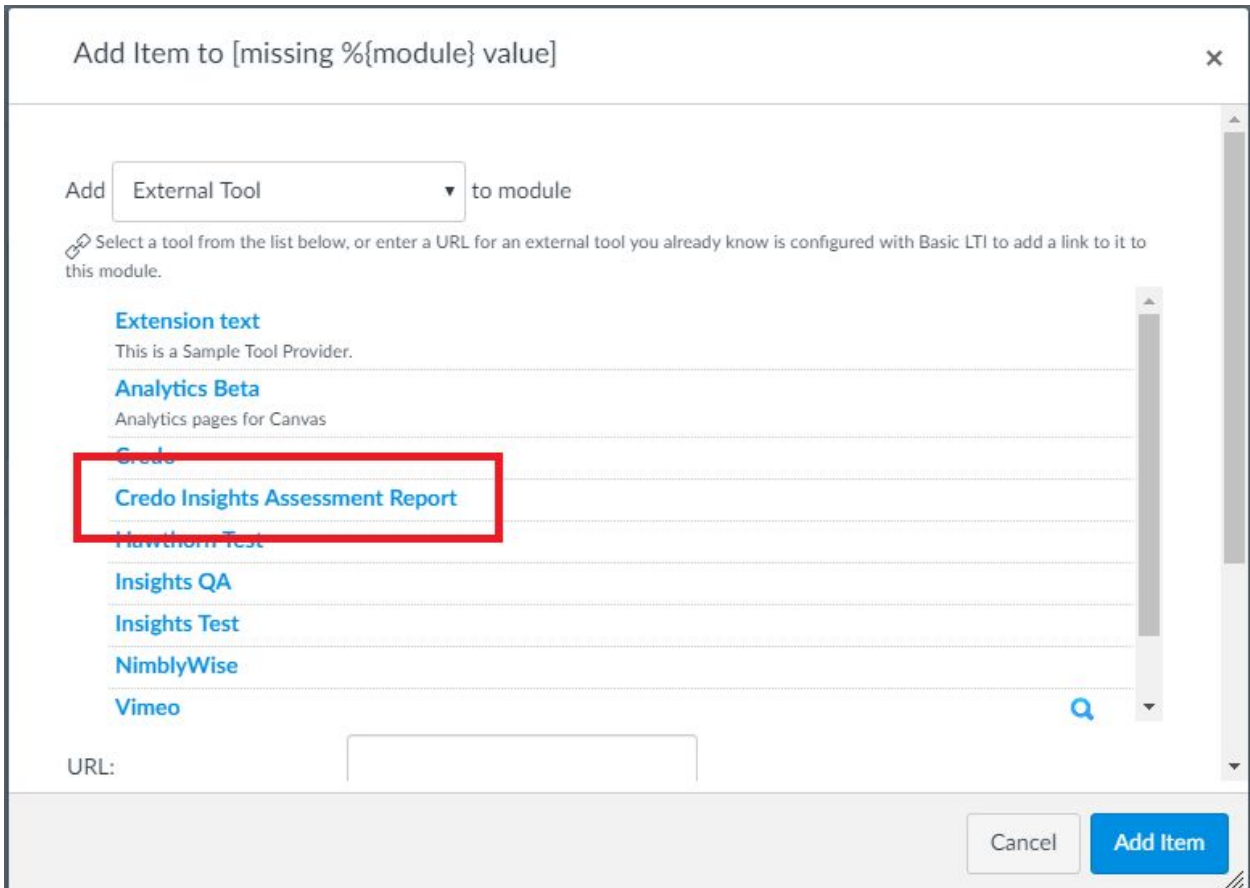 Add Item to [missing %{module} value]
×
Add External Tool to module
Select a tool from the list below, or enter a URL for an external tool you already know is configured with Basic LTI to add a link to it to
this module.
Extension text
This is a Sample Tool Provider.
Analytics Beta
Analytics pages for Canvas
Credo
Credo Insights Assessment Report
Hawthorn Test
Insights QA
Insights Test
NimblyWise
Vimeo
URL:
Cancel Add Item